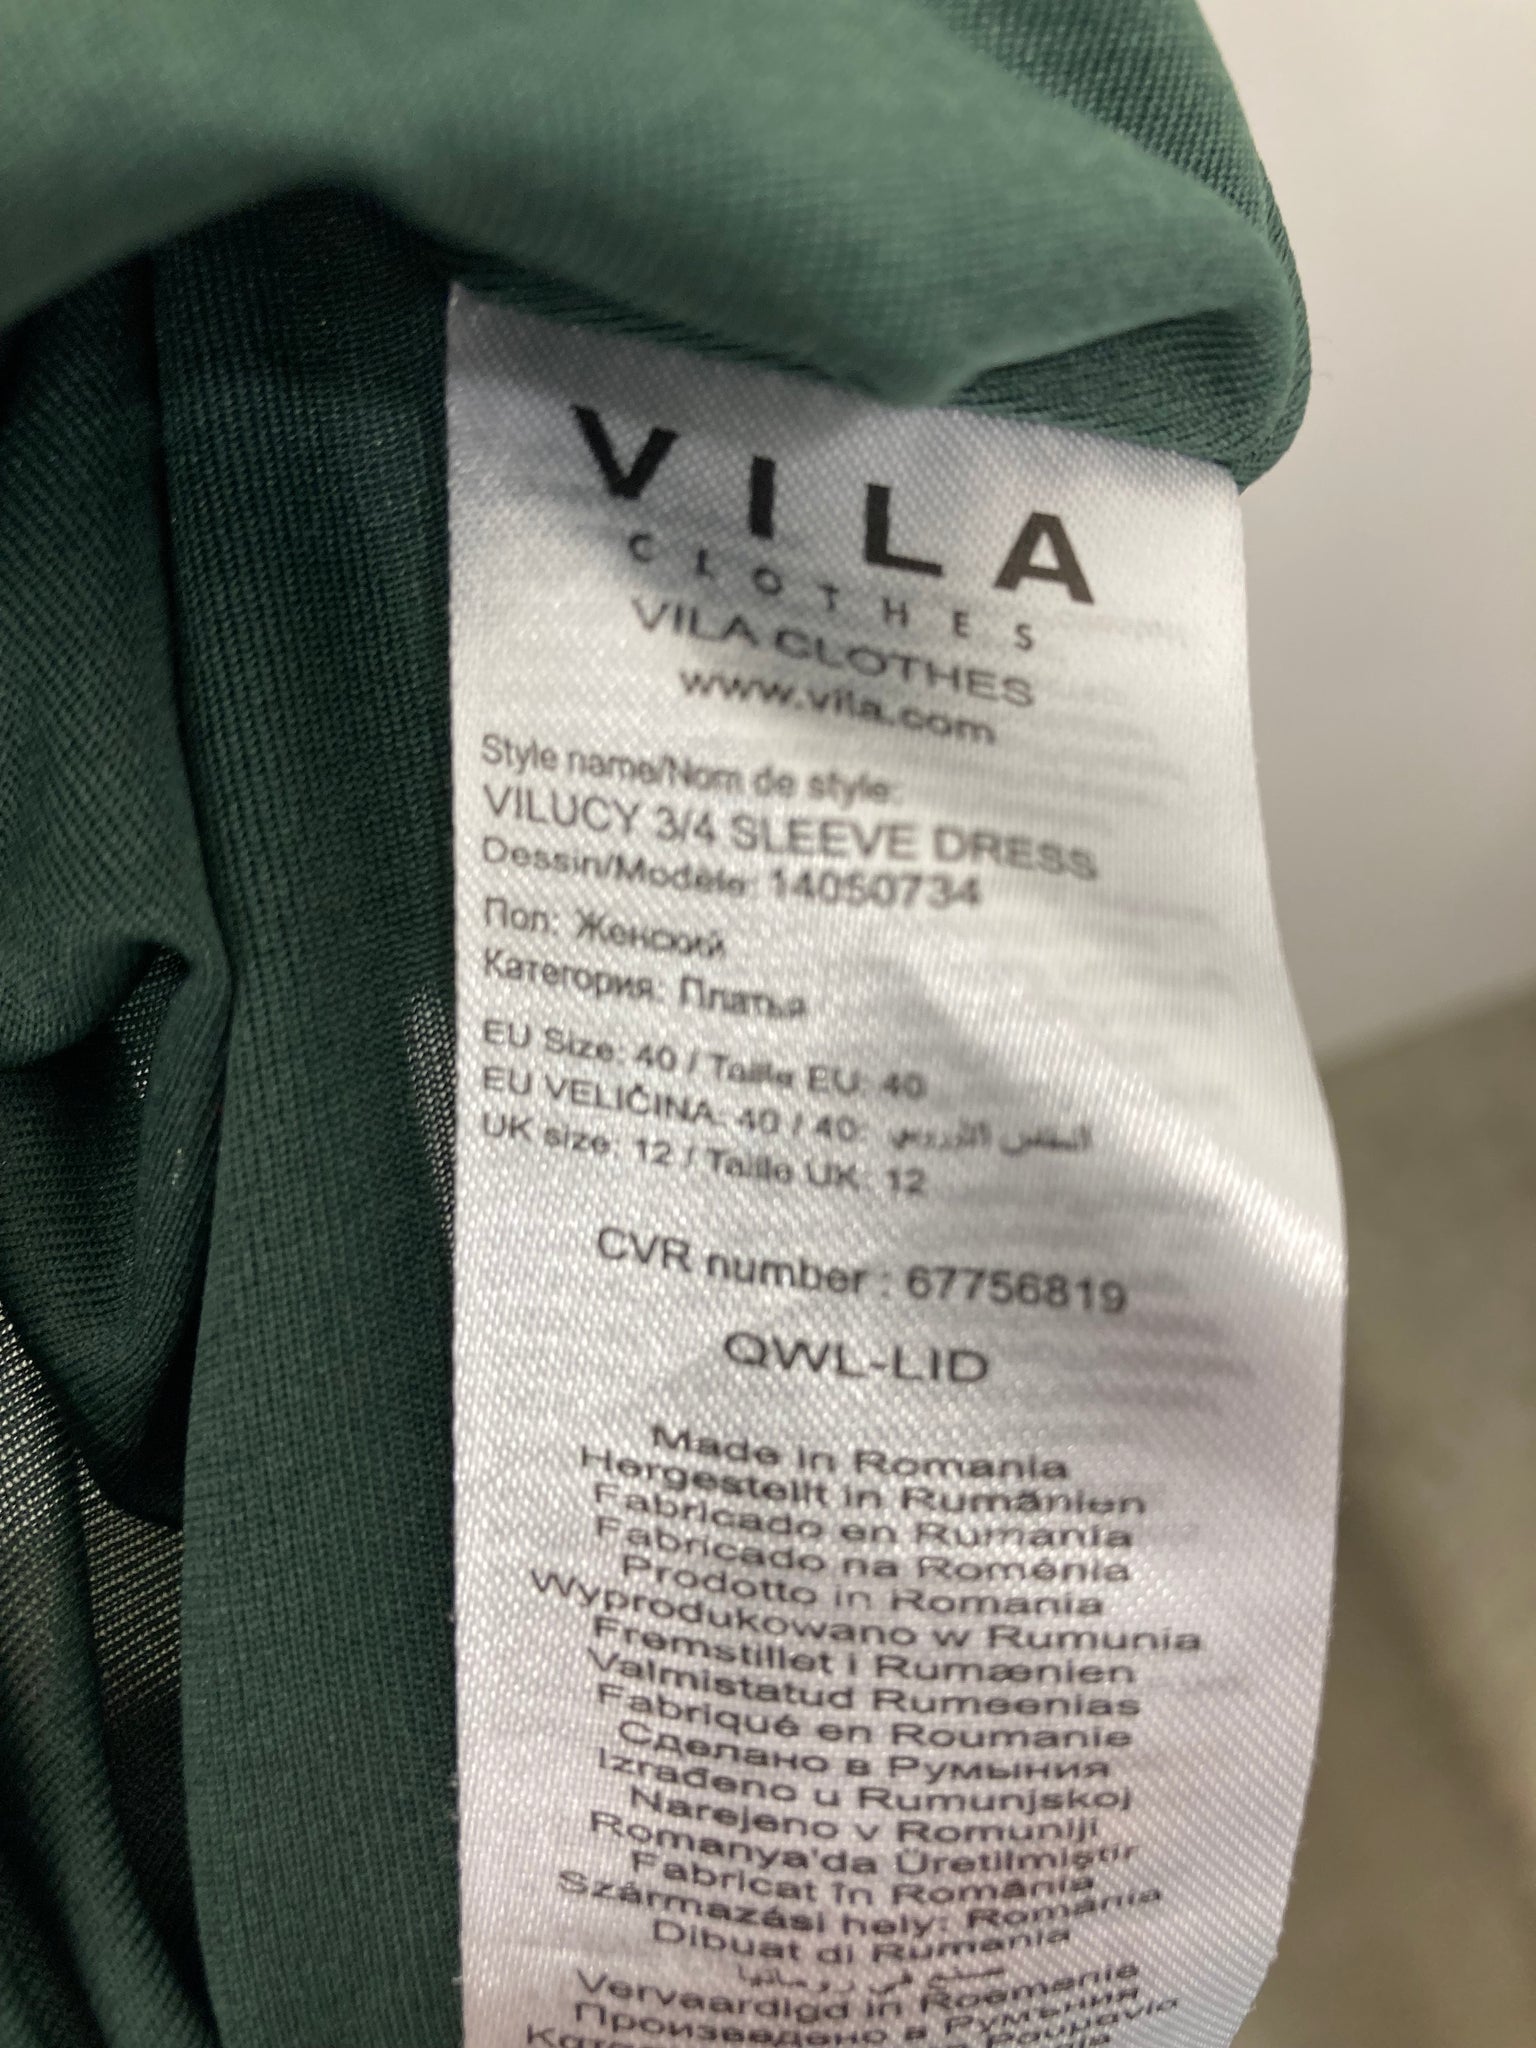 VILA
CLOTHES
VILA CLOTHES
www.vila.com
Style name/Nom de style:
VILUCY 3/4 SLEEVE DRESS
Dessin/Modèle: 14050734
Пол: Женский
Категория: Платья
EU Size: 40 / Taille EU: 40
EU VELIČINA: 40 / 40: المقاس الأوروبي
UK size: 12 / Taille UK: 12
CVR number : 67756819
QWL-LID
Made in Romania
Hergestellt in Rumänien
Fabricado en Rumanía
Fabricado na Roménia
Prodotto in Romania
Wyprodukowano w Rumunia
Fremstillet i Rumænien
Valmistatud Rumeenias
Fabriqué en Roumanie
Сделано в Румыния
Izrađeno u Rumunjskoj
Narejeno v Romuniji
Romanya'da Üretilmiştir
Fabricat în România
Származási hely: Románia
Dibuat di Rumania
صنع في رومانيا
Vervaardigd in Roemenie
Произведено в Румъния